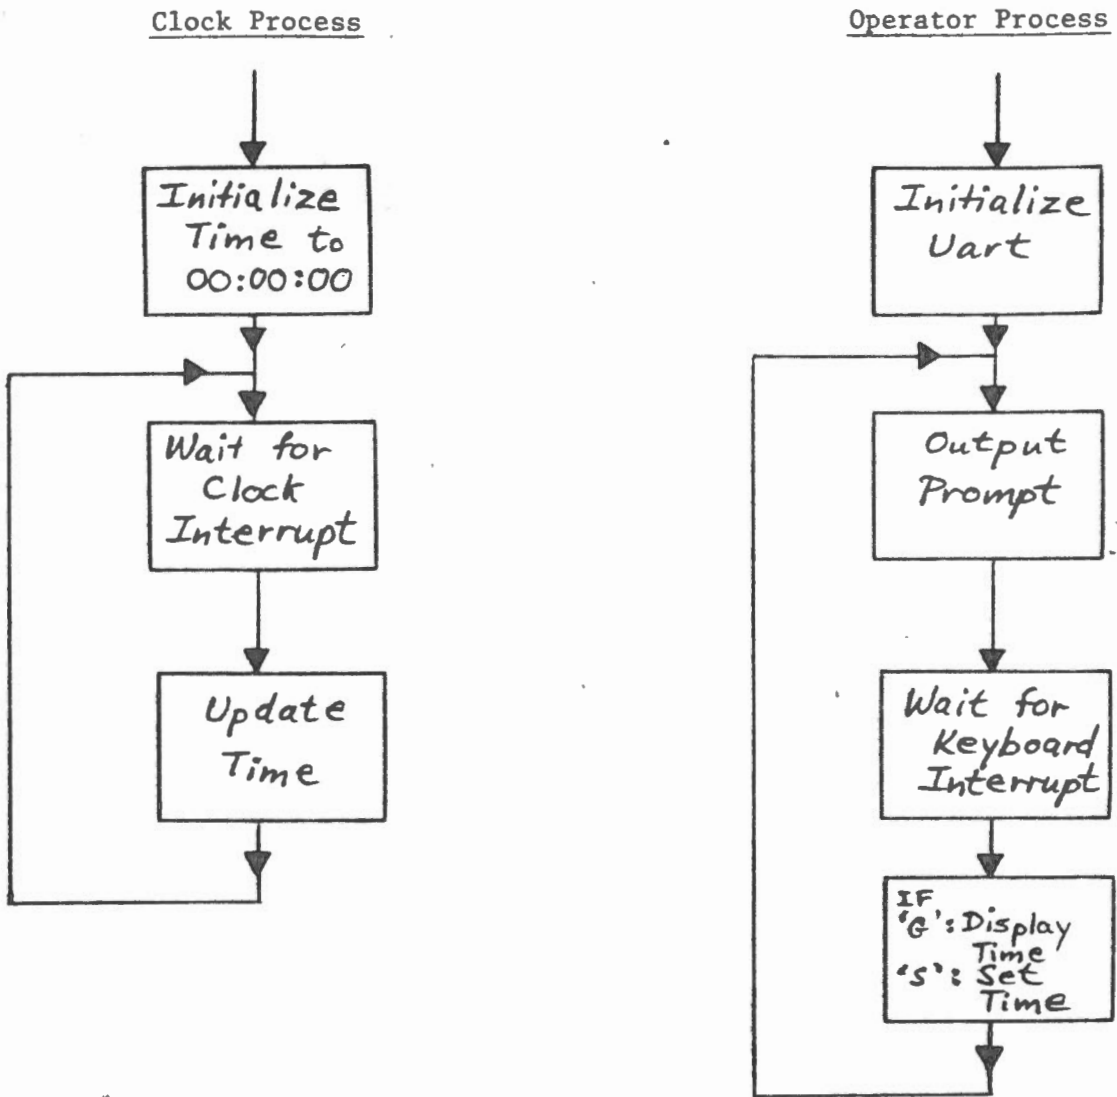 Clock Process
Initialize
Time to
00:00:00
Wait for
Clock
Interrupt
Update
Time
Operator Process
Initialize
Uart
Output
Prompt
Wait for
Keyboard
Interrupt
IF
'G': Display
Time
'S': Set
Time